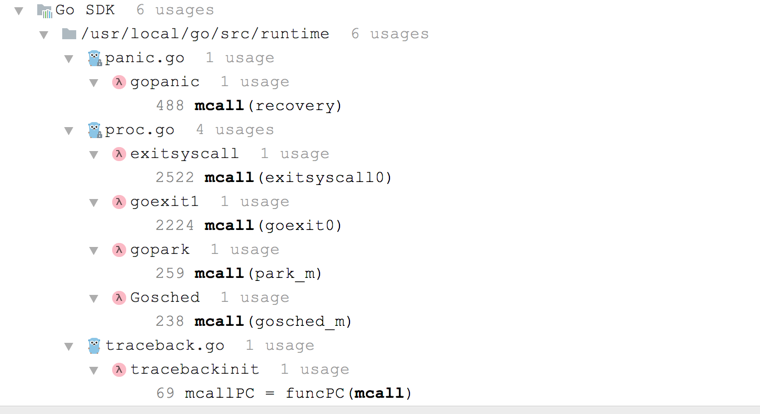 Go SDK 6 usages
/usr/local/go/src/runtime 6 usages
panic.go 1 usage
λ gopanic 1 usage
488 mcall(recovery)
proc.go 4 usages
λ exitsyscall 1 usage
2522 mcall(exitsyscall0)
λ goexit1 1 usage
2224 mcall(goexit0)
λ gopark 1 usage
259 mcall(park_m)
λ Gosched 1 usage
238 mcall(gosched_m)
traceback.go 1 usage
λ tracebackinit 1 usage
69 mcallPC = funcPC(mcall)